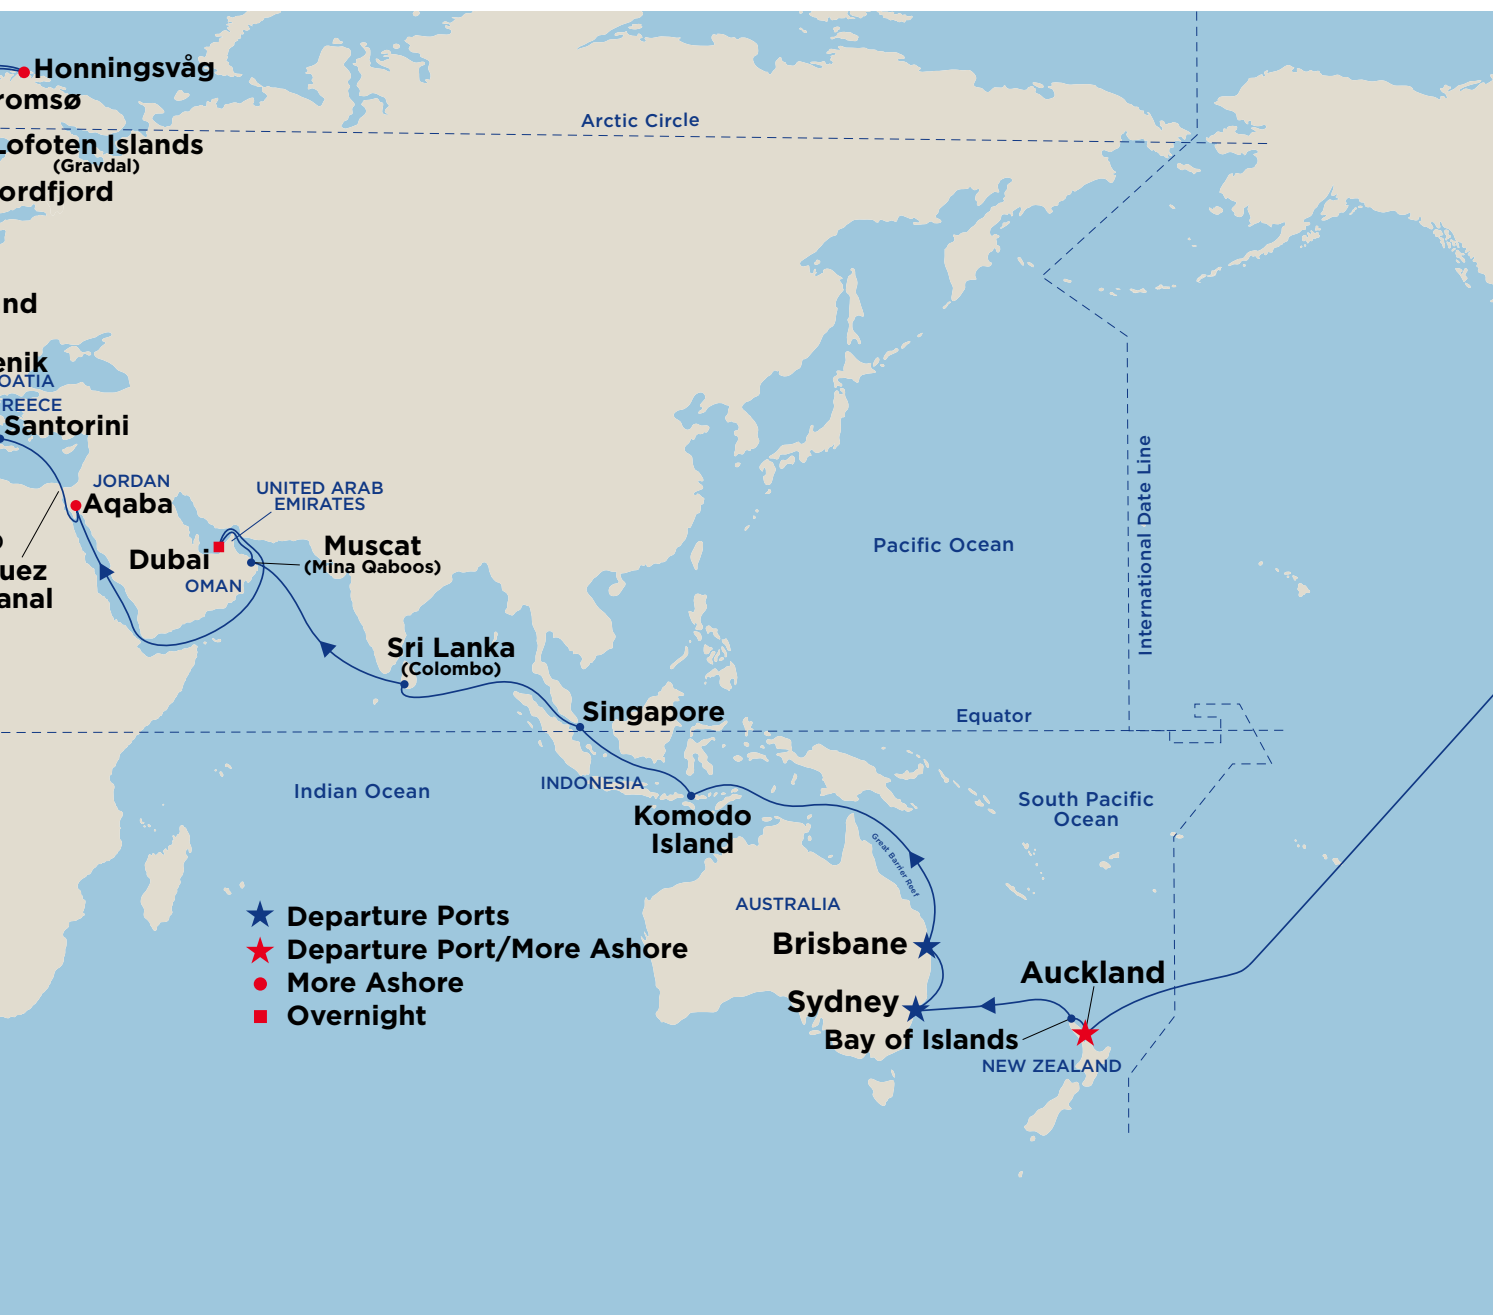 Honningsvåg
romsø
Arctic Circle
Lofoten Islands
(Gravdal)
ordfjord
nd
enik
OATIA
REECE
Santorini
JORDAN
Aqaba
UNITED ARAB
EMIRATES
Muscat
(Mina Qaboos)
Dubai
OMAN
uez
anal
International Date Line
Pacific Ocean
Sri Lanka
(Colombo)
Singapore
Equator
Indian Ocean
INDONESIA
South Pacific
Ocean
Komodo
Island
Great Barrier Reef
AUSTRALIA
Departure Ports
Departure Port/More Ashore
More Ashore
Overnight
Brisbane
Auckland
Sydney
Bay of Islands
NEW ZEALAND